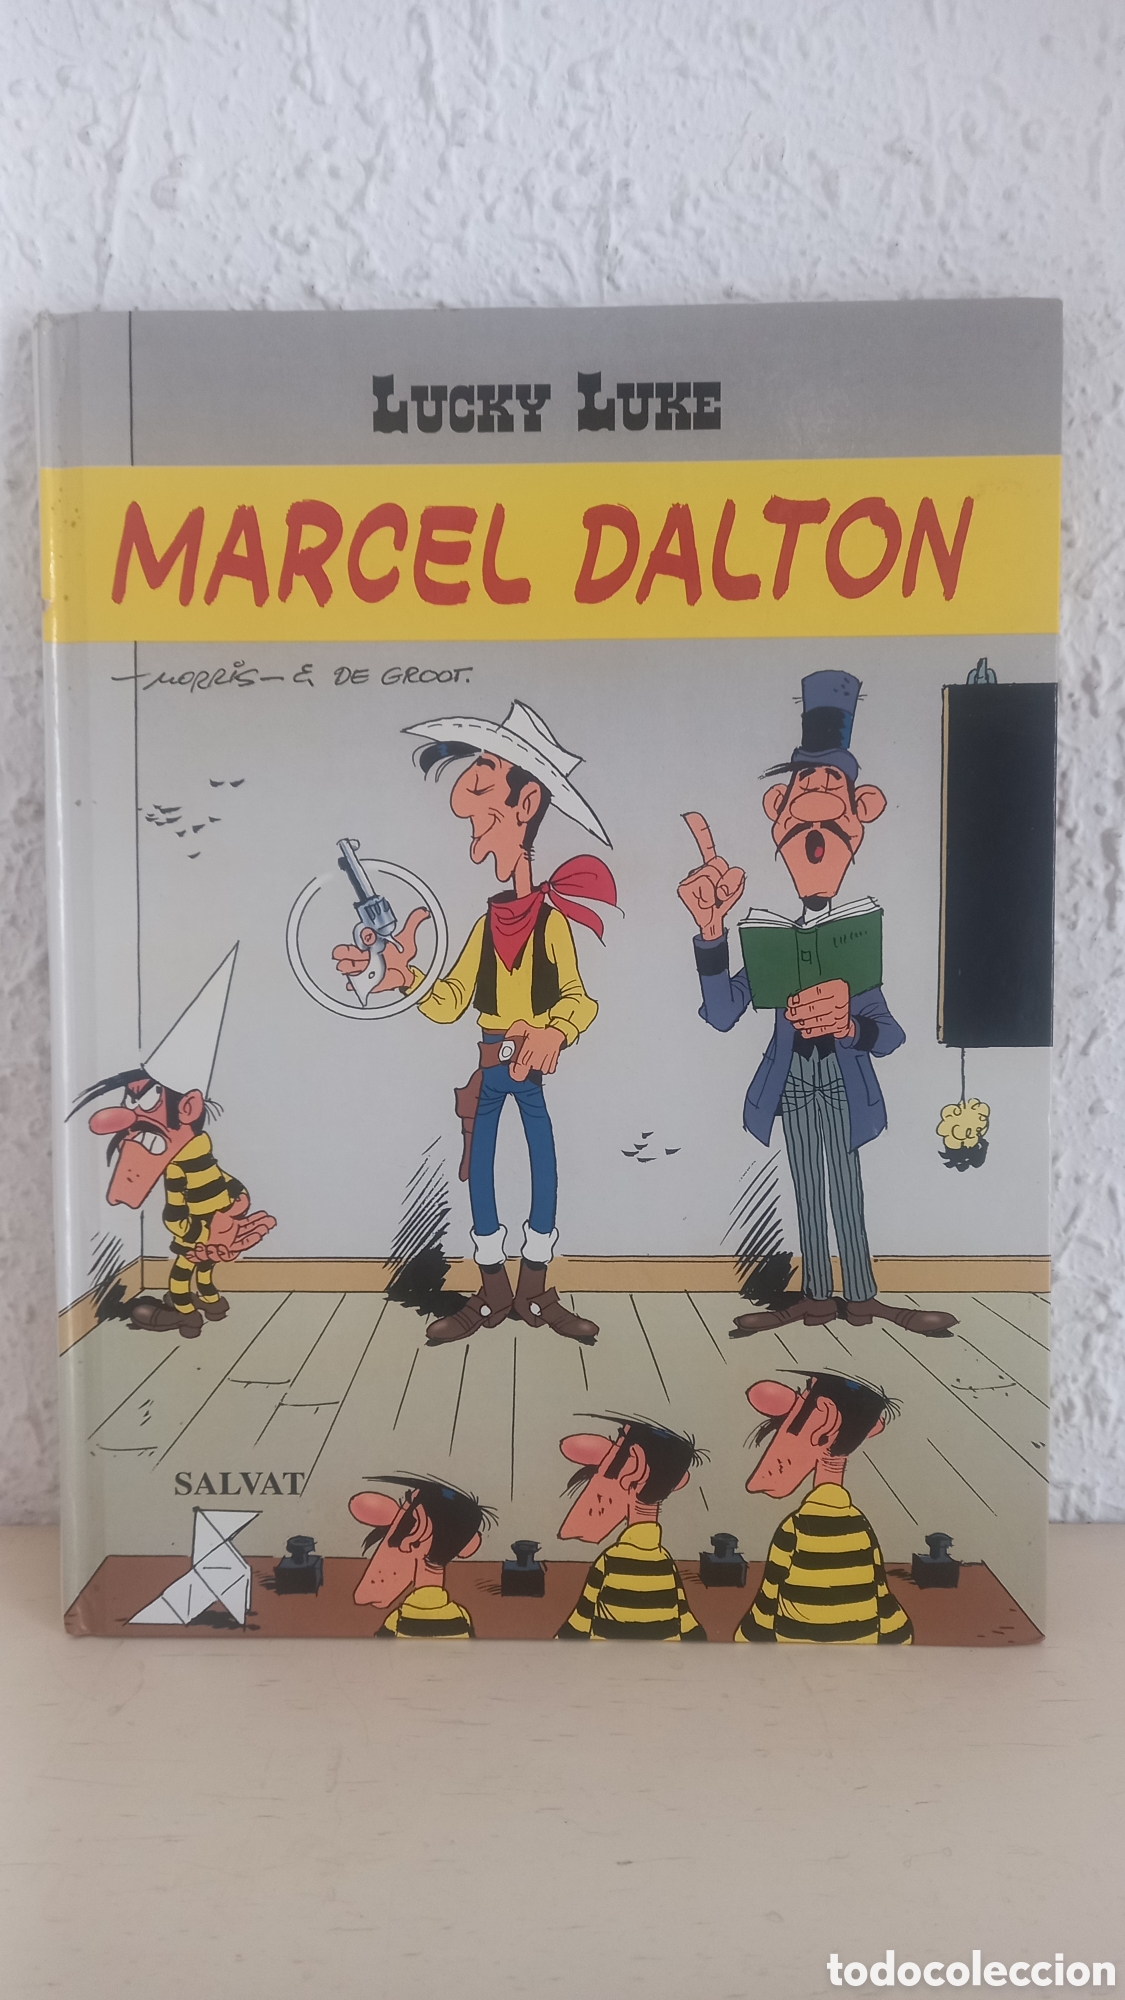 LUCKY LUKE
MARCEL DALTON
MORRIS & DE GROOT.
SALVAT
todocoleccion